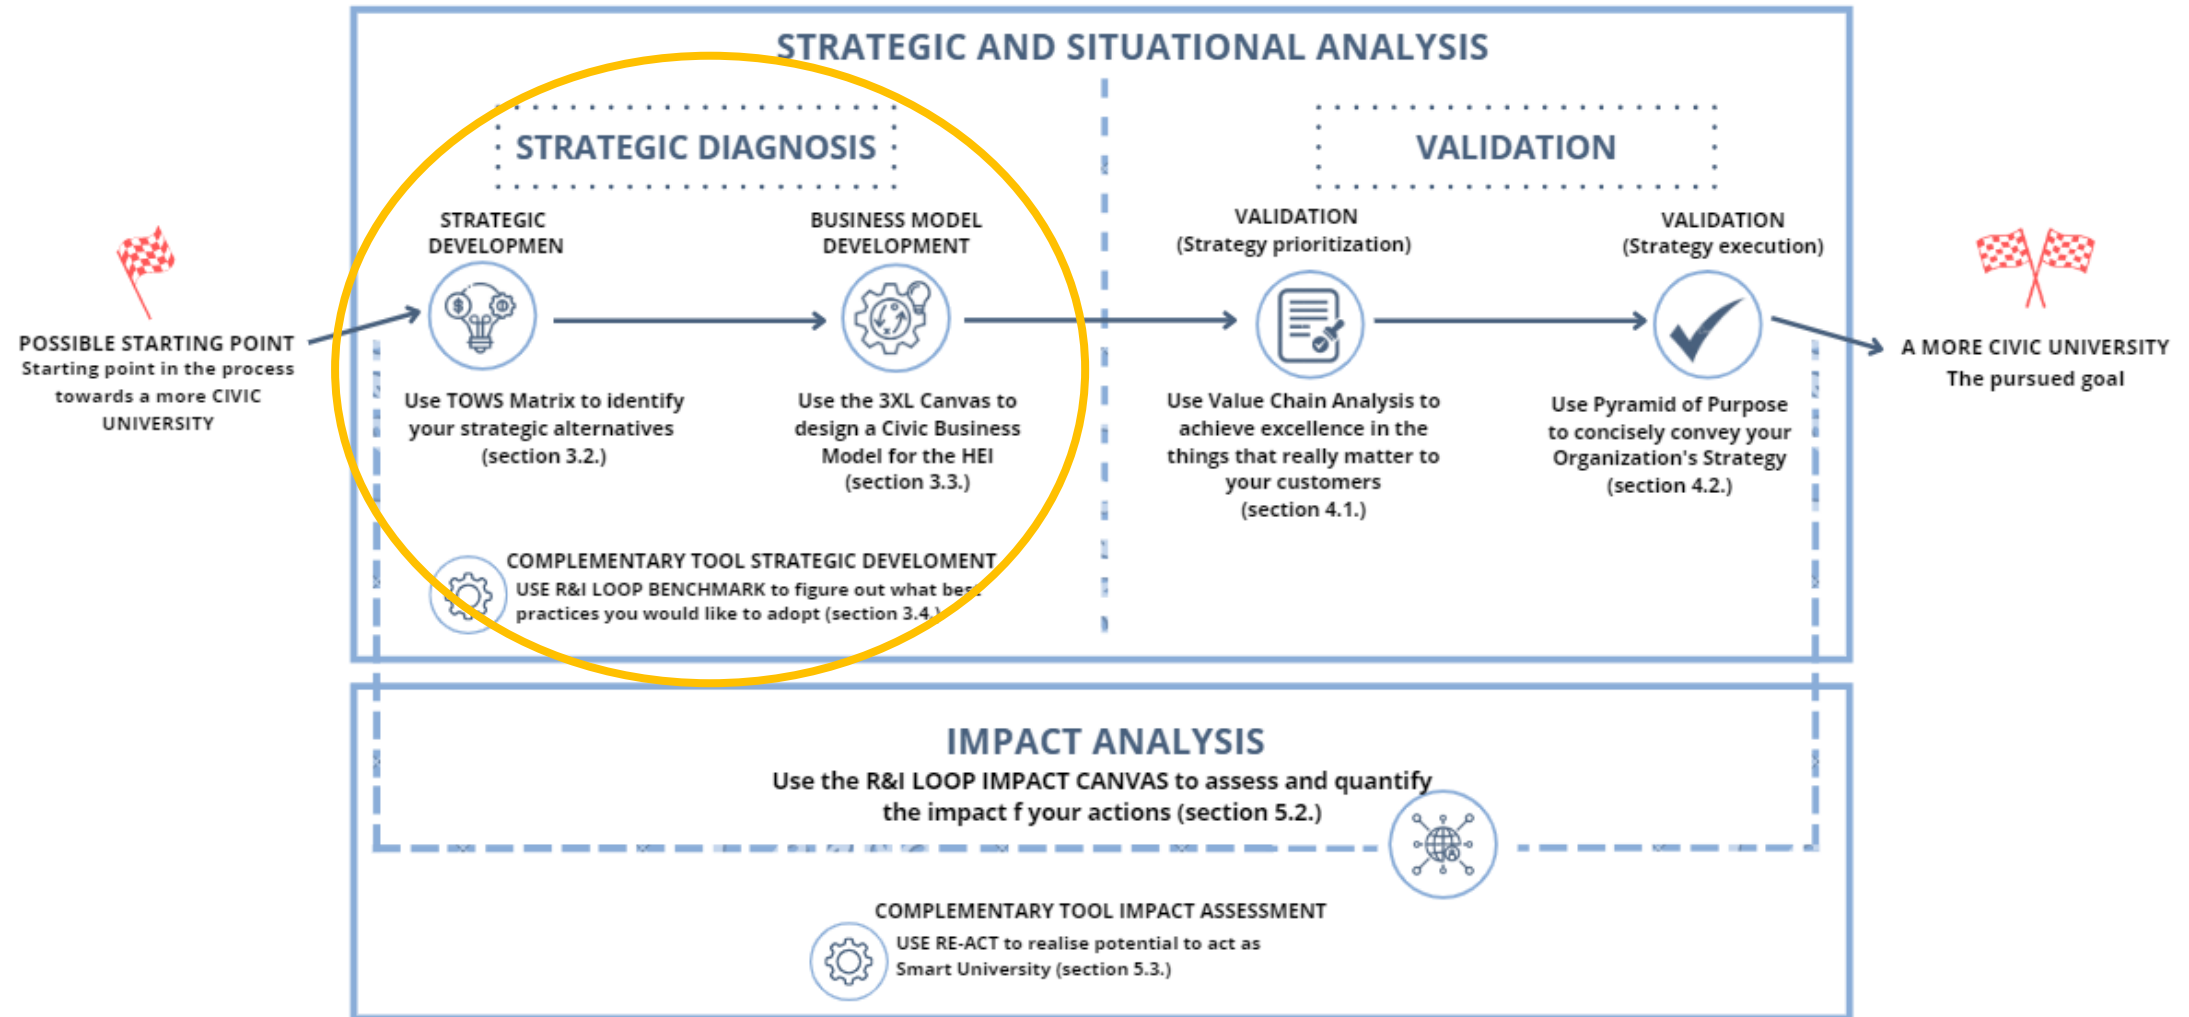 STRATEGIC AND SITUATIONAL ANALYSIS
STRATEGIC DIAGNOSIS
VALIDATION
STRATEGIC
DEVELOPMEN
BUSINESS MODEL
DEVELOPMENT
VALIDATION
(Strategy prioritization)
VALIDATION
(Strategy execution)
POSSIBLE STARTING POINT
Starting point in the process
towards a more CIVIC
UNIVERSITY
A MORE CIVIC UNIVERSITY
The pursued goal
Use TOWS Matrix to identify
your strategic alternatives
(section 3.2.)
Use the 3XL Canvas to
design a Civic Business
Model for the HEI
(section 3.3.)
Use Value Chain Analysis to
achieve excellence in the
things that really matter to
your customers
(section 4.1.)
Use Pyramid of Purpose
to concisely convey your
Organization's Strategy
(section 4.2.)
COMPLEMENTARY TOOL STRATEGIC DEVELOMENT
USE R&I LOOP BENCHMARK to figure out what best
practices you would like to adopt (section 3.4.)
IMPACT ANALYSIS
Use the R&I LOOP IMPACT CANVAS to assess and quantify
the impact f your actions (section 5.2.)
COMPLEMENTARY TOOL IMPACT ASSESSMENT
USE RE-ACT to realise potential to act as
Smart University (section 5.3.)